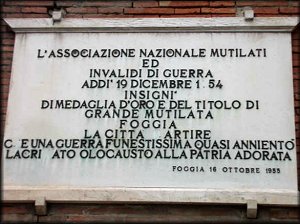 L'ASSOCIAZIONE NAZIONALE MUTILATI
ED
INVALIDI DI GUERRA
ADDI' 19 DICEMBRE 1.54
INSIGNI'
DI MEDAGLIA D'ORO E DEL TITOLO DI
GRANDE MUTILATA
FOGGIA
LA CITTA' ARTIRE
C E UNA GUERRA FUNESTISSIMA QUASI ANNIENTO'
LACRI ATO OLOCAUSTO ALLA PATRIA ADORATA
FOGGIA 16 OTTOBRE 1955